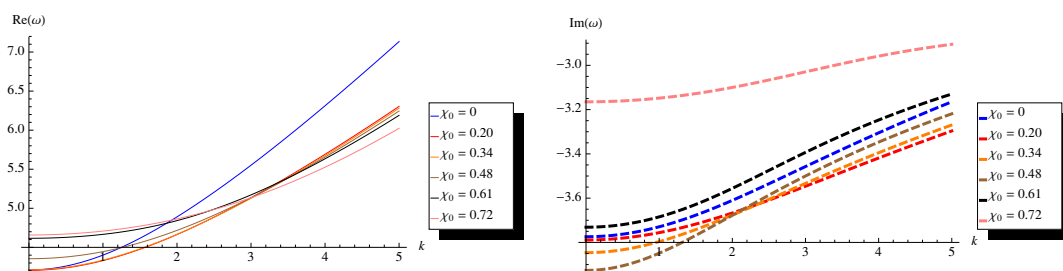 Re(ω)
7.0
6.5
6.0
5.5
5.0
1 2 3 4 5 k
χ₀ = 0
χ₀ = 0.20
χ₀ = 0.34
χ₀ = 0.48
χ₀ = 0.61
χ₀ = 0.72
Im(ω)
−3.0
−3.2
−3.4
−3.6
1 2 3 4 5 k
χ₀ = 0
χ₀ = 0.20
χ₀ = 0.34
χ₀ = 0.48
χ₀ = 0.61
χ₀ = 0.72